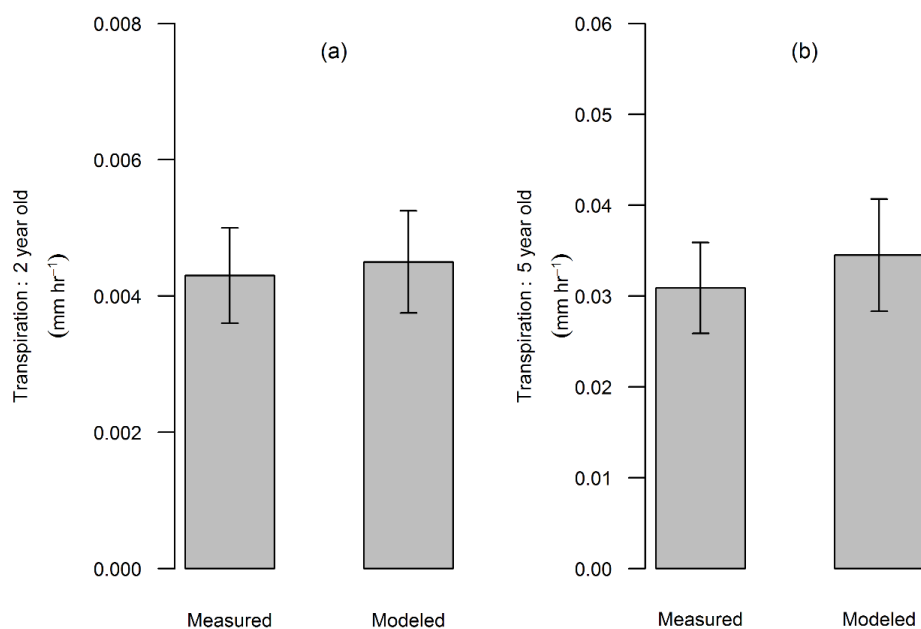 (a)
Transpiration : 2 year old
(mm hr⁻¹)
0.008
0.006
0.004
0.002
0.000
Measured
Modeled
(b)
Transpiration : 5 year old
(mm hr⁻¹)
0.06
0.05
0.04
0.03
0.02
0.01
0.00
Measured
Modeled